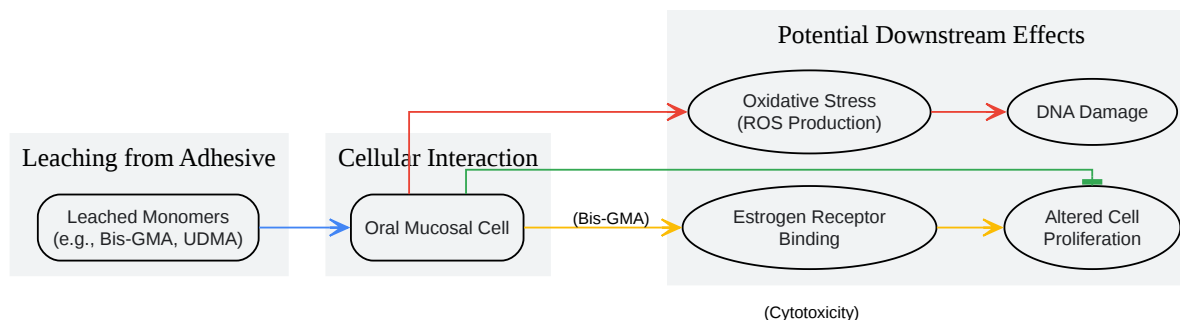 Potential Downstream Effects
Oxidative Stress
(ROS Production)
DNA Damage
Leaching from Adhesive
Cellular Interaction
Leached Monomers
(e.g., Bis-GMA, UDMA)
Oral Mucosal Cell
(Bis-GMA)
Estrogen Receptor
Binding
Altered Cell
Proliferation
(Cytotoxicity)